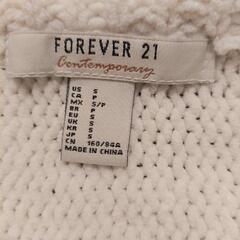 FOREVER 21
Contemporary
US S
CA P
MX S/P
BR P
EU S
UK S
KR S
JP S
CN 160/84A
MADE IN CHINA